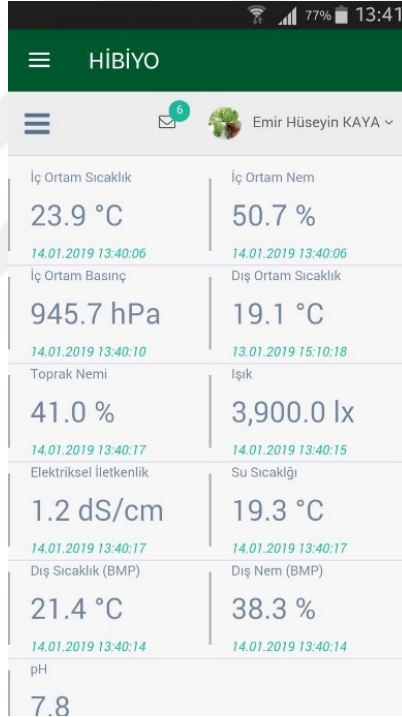 77% 13:41
HİBİYO
6 Emir Hüseyin KAYA
İç Ortam Sıcaklık İç Ortam Nem
23.9 °C 50.7 %
14.01.2019 13:40:06 14.01.2019 13:40:06
İç Ortam Basınç Dış Ortam Sıcaklık
945.7 hPa 19.1 °C
14.01.2019 13:40:10 13.01.2019 15:10:18
Toprak Nemi Işık
41.0 % 3,900.0 lx
14.01.2019 13:40:17 14.01.2019 13:40:15
Elektriksel İletkenlik Su Sıcaklğı
1.2 dS/cm 19.3 °C
14.01.2019 13:40:17 14.01.2019 13:40:17
Dış Sıcaklık (BMP) Dış Nem (BMP)
21.4 °C 38.3 %
14.01.2019 13:40:14 14.01.2019 13:40:14
pH
7.8